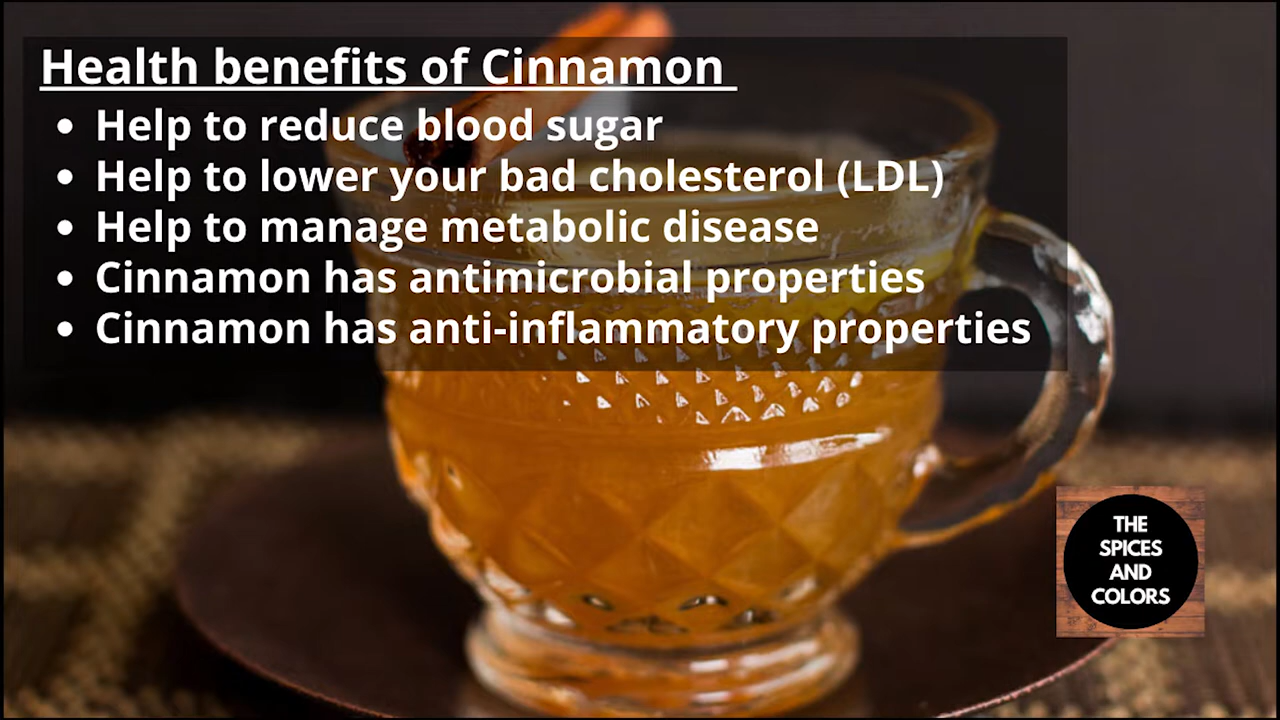 Health benefits of Cinnamon
• Help to reduce blood sugar
• Help to lower your bad cholesterol (LDL)
• Help to manage metabolic disease
• Cinnamon has antimicrobial properties
• Cinnamon has anti-inflammatory properties
THE
SPICES
AND
COLORS